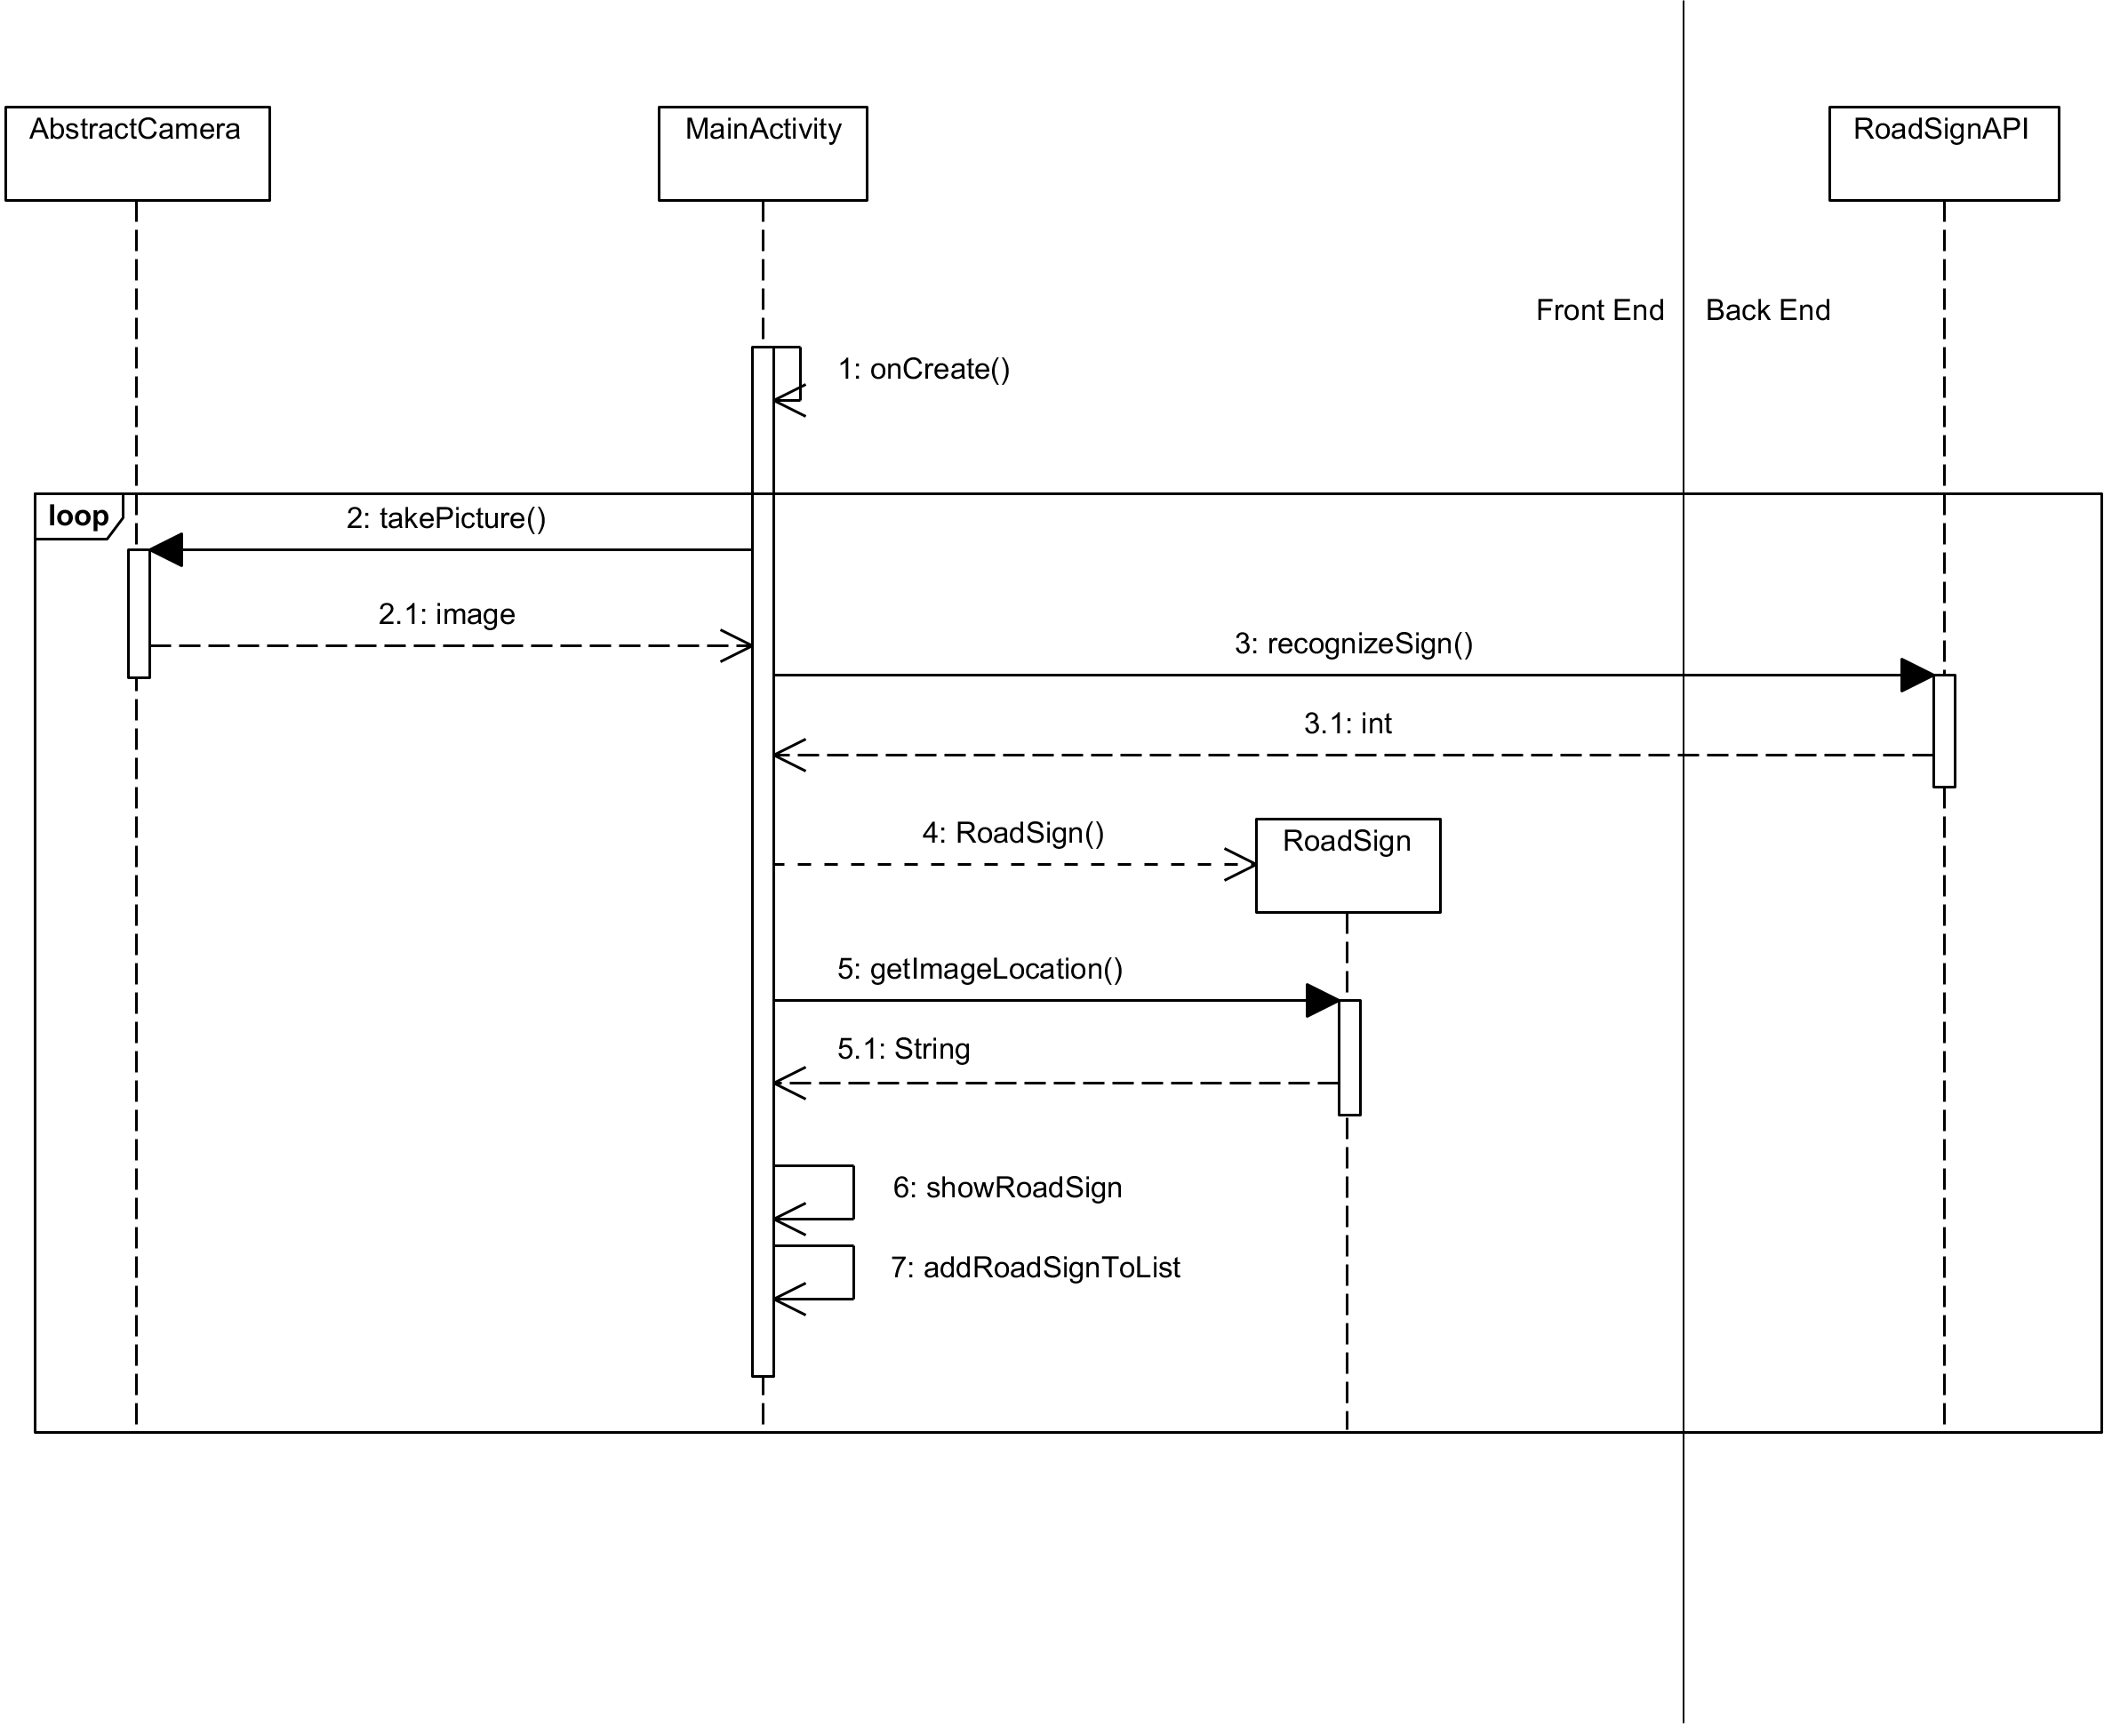 AbstractCamera
MainActivity
RoadSignAPI
Front End
Back End
1: onCreate()
loop
2: takePicture()
2.1: image
3: recognizeSign()
3.1: int
4: RoadSign()
RoadSign
5: getImageLocation()
5.1: String
6: showRoadSign
7: addRoadSignToList